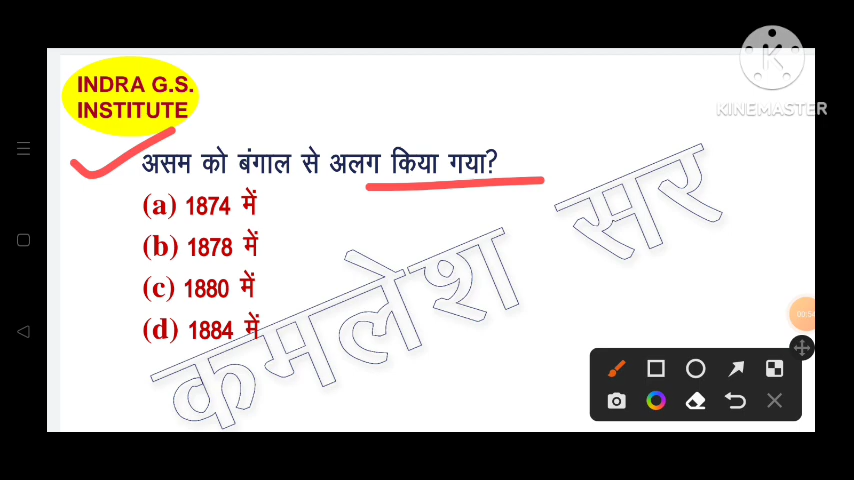 INDRA G.S.
INSTITUTE
KINEMASTER
असम को बंगाल से अलग किया गया?
(a) 1874 में
(b) 1878 में
(c) 1880 में
(d) 1884 में
कमलेश सर